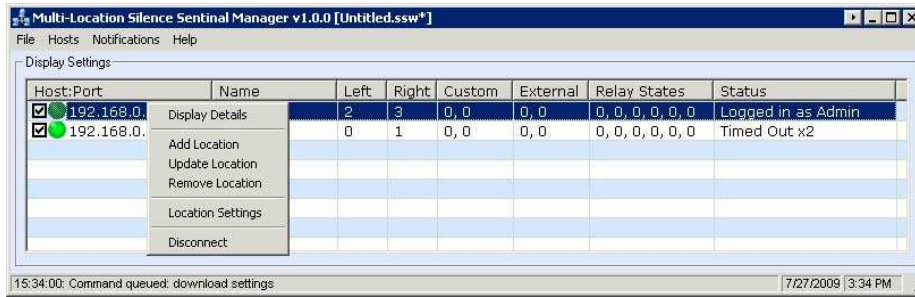 Multi-Location Silence Sentinal Manager v1.0.0 [Untitled.ssw*]
File Hosts Notifications Help
Display Settings
Host:Port Name Left Right Custom External Relay States Status
192.168.0. 2 3 0, 0 0, 0 0, 0, 0, 0, 0, 0 Logged in as Admin
192.168.0. 0 1 0, 0 0, 0 0, 0, 0, 0, 0, 0 Timed Out x2
Display Details
Add Location
Update Location
Remove Location
Location Settings
Disconnect
15:34:00: Command queued: download settings 7/27/2009 3:34 PM